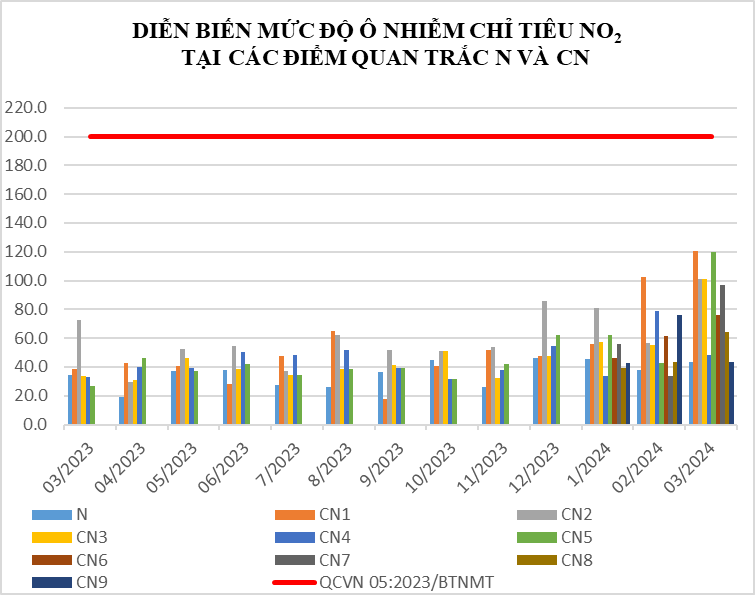 DIỄN BIẾN MỨC ĐỘ Ô NHIỄM CHỈ TIÊU NO₂
TẠI CÁC ĐIỂM QUAN TRẮC N VÀ CN
220.0
200.0
180.0
160.0
140.0
120.0
100.0
80.0
60.0
40.0
20.0
0.0
03/2023 04/2023 05/2023 06/2023 7/2023 8/2023 9/2023 10/2023 11/2023 12/2023 1/2024 02/2024 03/2024
N CN1 CN2
CN3 CN4 CN5
CN6 CN7 CN8
CN9 QCVN 05:2023/BTNMT